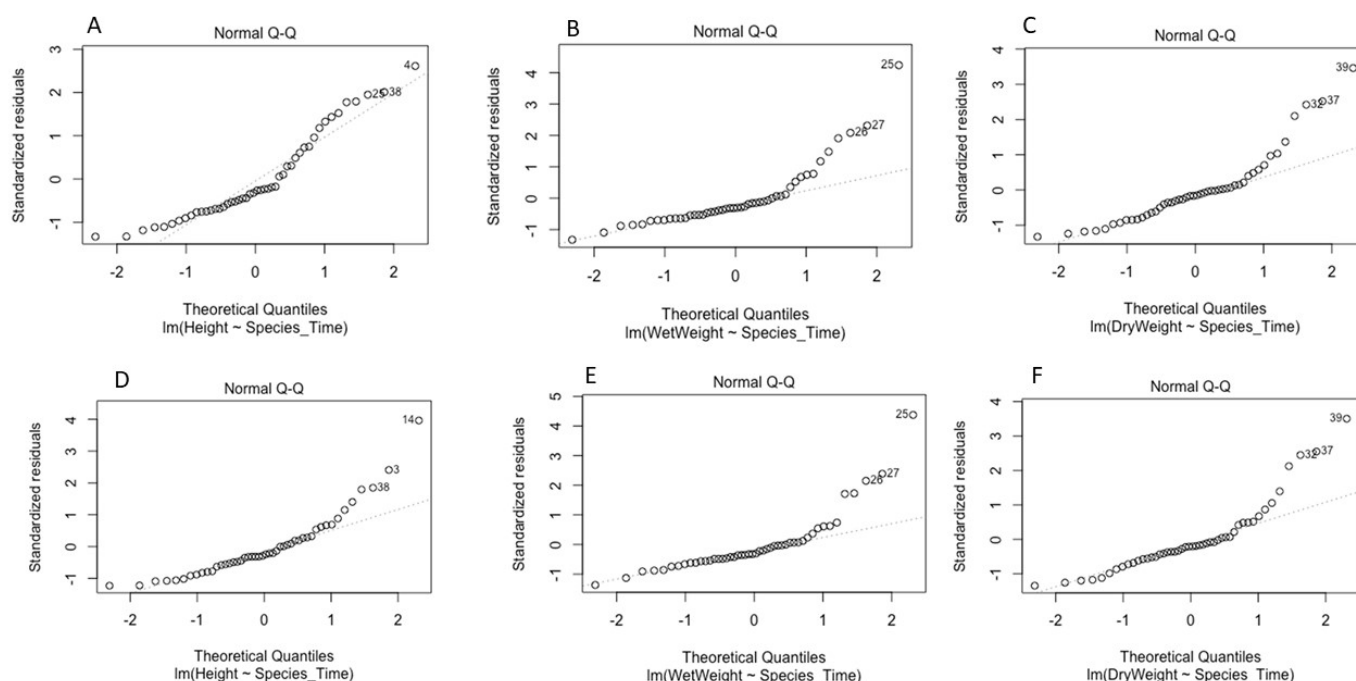 A
Normal Q-Q
Standardized residuals
3
2
1
0
-1
4
25
38
-2
-1
0
1
2
Theoretical Quantiles
lm(Height ~ Species_Time)
B
Normal Q-Q
Standardized residuals
4
3
2
1
0
-1
25
26
27
-2
-1
0
1
2
Theoretical Quantiles
lm(WetWeight ~ Species_Time)
C
Normal Q-Q
Standardized residuals
4
3
2
1
0
-1
39
32
37
-2
-1
0
1
2
Theoretical Quantiles
lm(DryWeight ~ Species_Time)
D
Normal Q-Q
Standardized residuals
4
3
2
1
0
-1
14
3
38
-2
-1
0
1
2
Theoretical Quantiles
lm(Height ~ Species_Time)
E
Normal Q-Q
Standardized residuals
5
4
3
2
1
0
-1
25
26
27
-2
-1
0
1
2
Theoretical Quantiles
lm(WetWeight ~ Species_Time)
F
Normal Q-Q
Standardized residuals
4
3
2
1
0
-1
39
32
37
-2
-1
0
1
2
Theoretical Quantiles
lm(DryWeight ~ Species_Time)